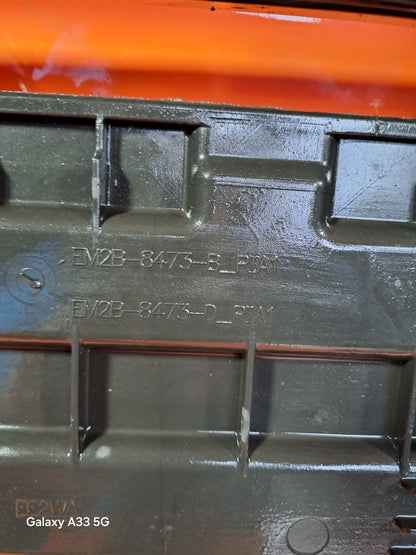 EM2B-8473-B_PTA1
EM2B-8473-D_PTA1
Galaxy A33 5G